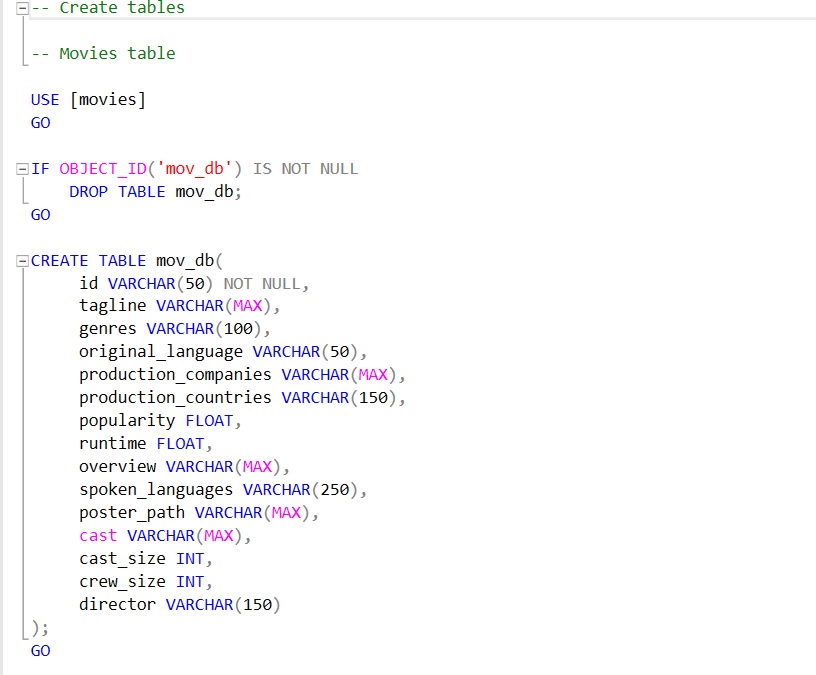 -- Create tables
-- Movies table
USE [movies]
GO
IF OBJECT_ID('mov_db') IS NOT NULL
DROP TABLE mov_db;
GO
CREATE TABLE mov_db(
id VARCHAR(50) NOT NULL,
tagline VARCHAR(MAX),
genres VARCHAR(100),
original_language VARCHAR(50),
production_companies VARCHAR(MAX),
production_countries VARCHAR(150),
popularity FLOAT,
runtime FLOAT,
overview VARCHAR(MAX),
spoken_languages VARCHAR(250),
poster_path VARCHAR(MAX),
cast VARCHAR(MAX),
cast_size INT,
crew_size INT,
director VARCHAR(150)
);
GO